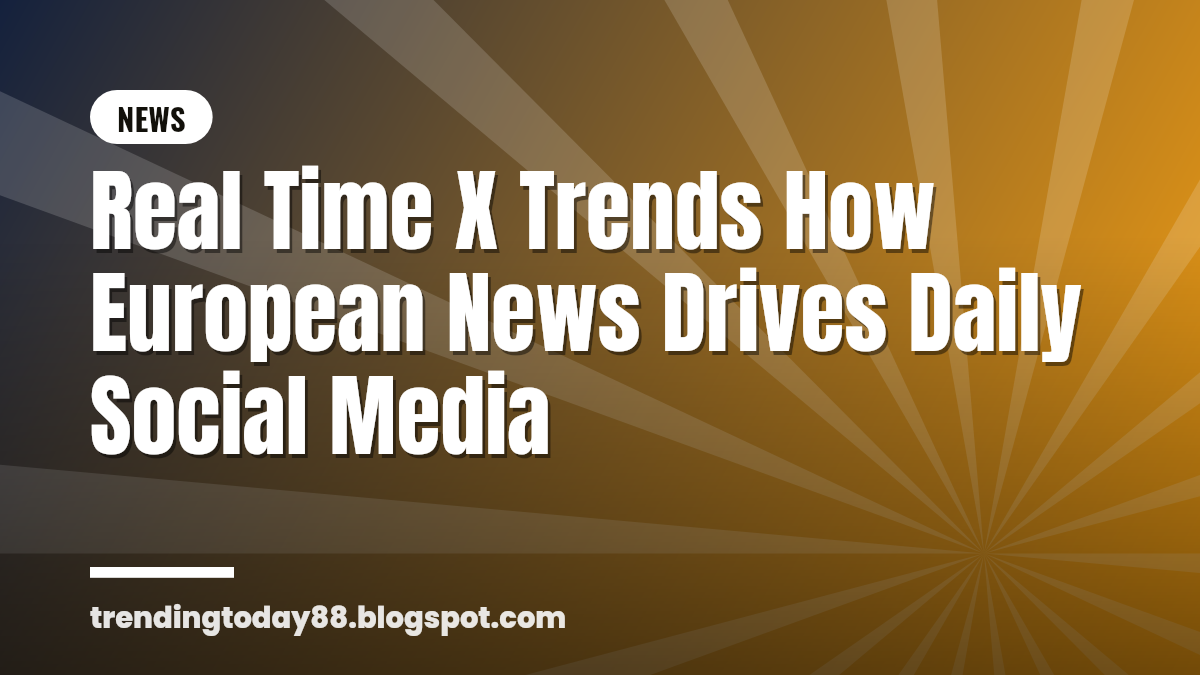 NEWS
Real Time X Trends How
European News Drives Daily
Social Media
trendingtoday88.blogspot.com